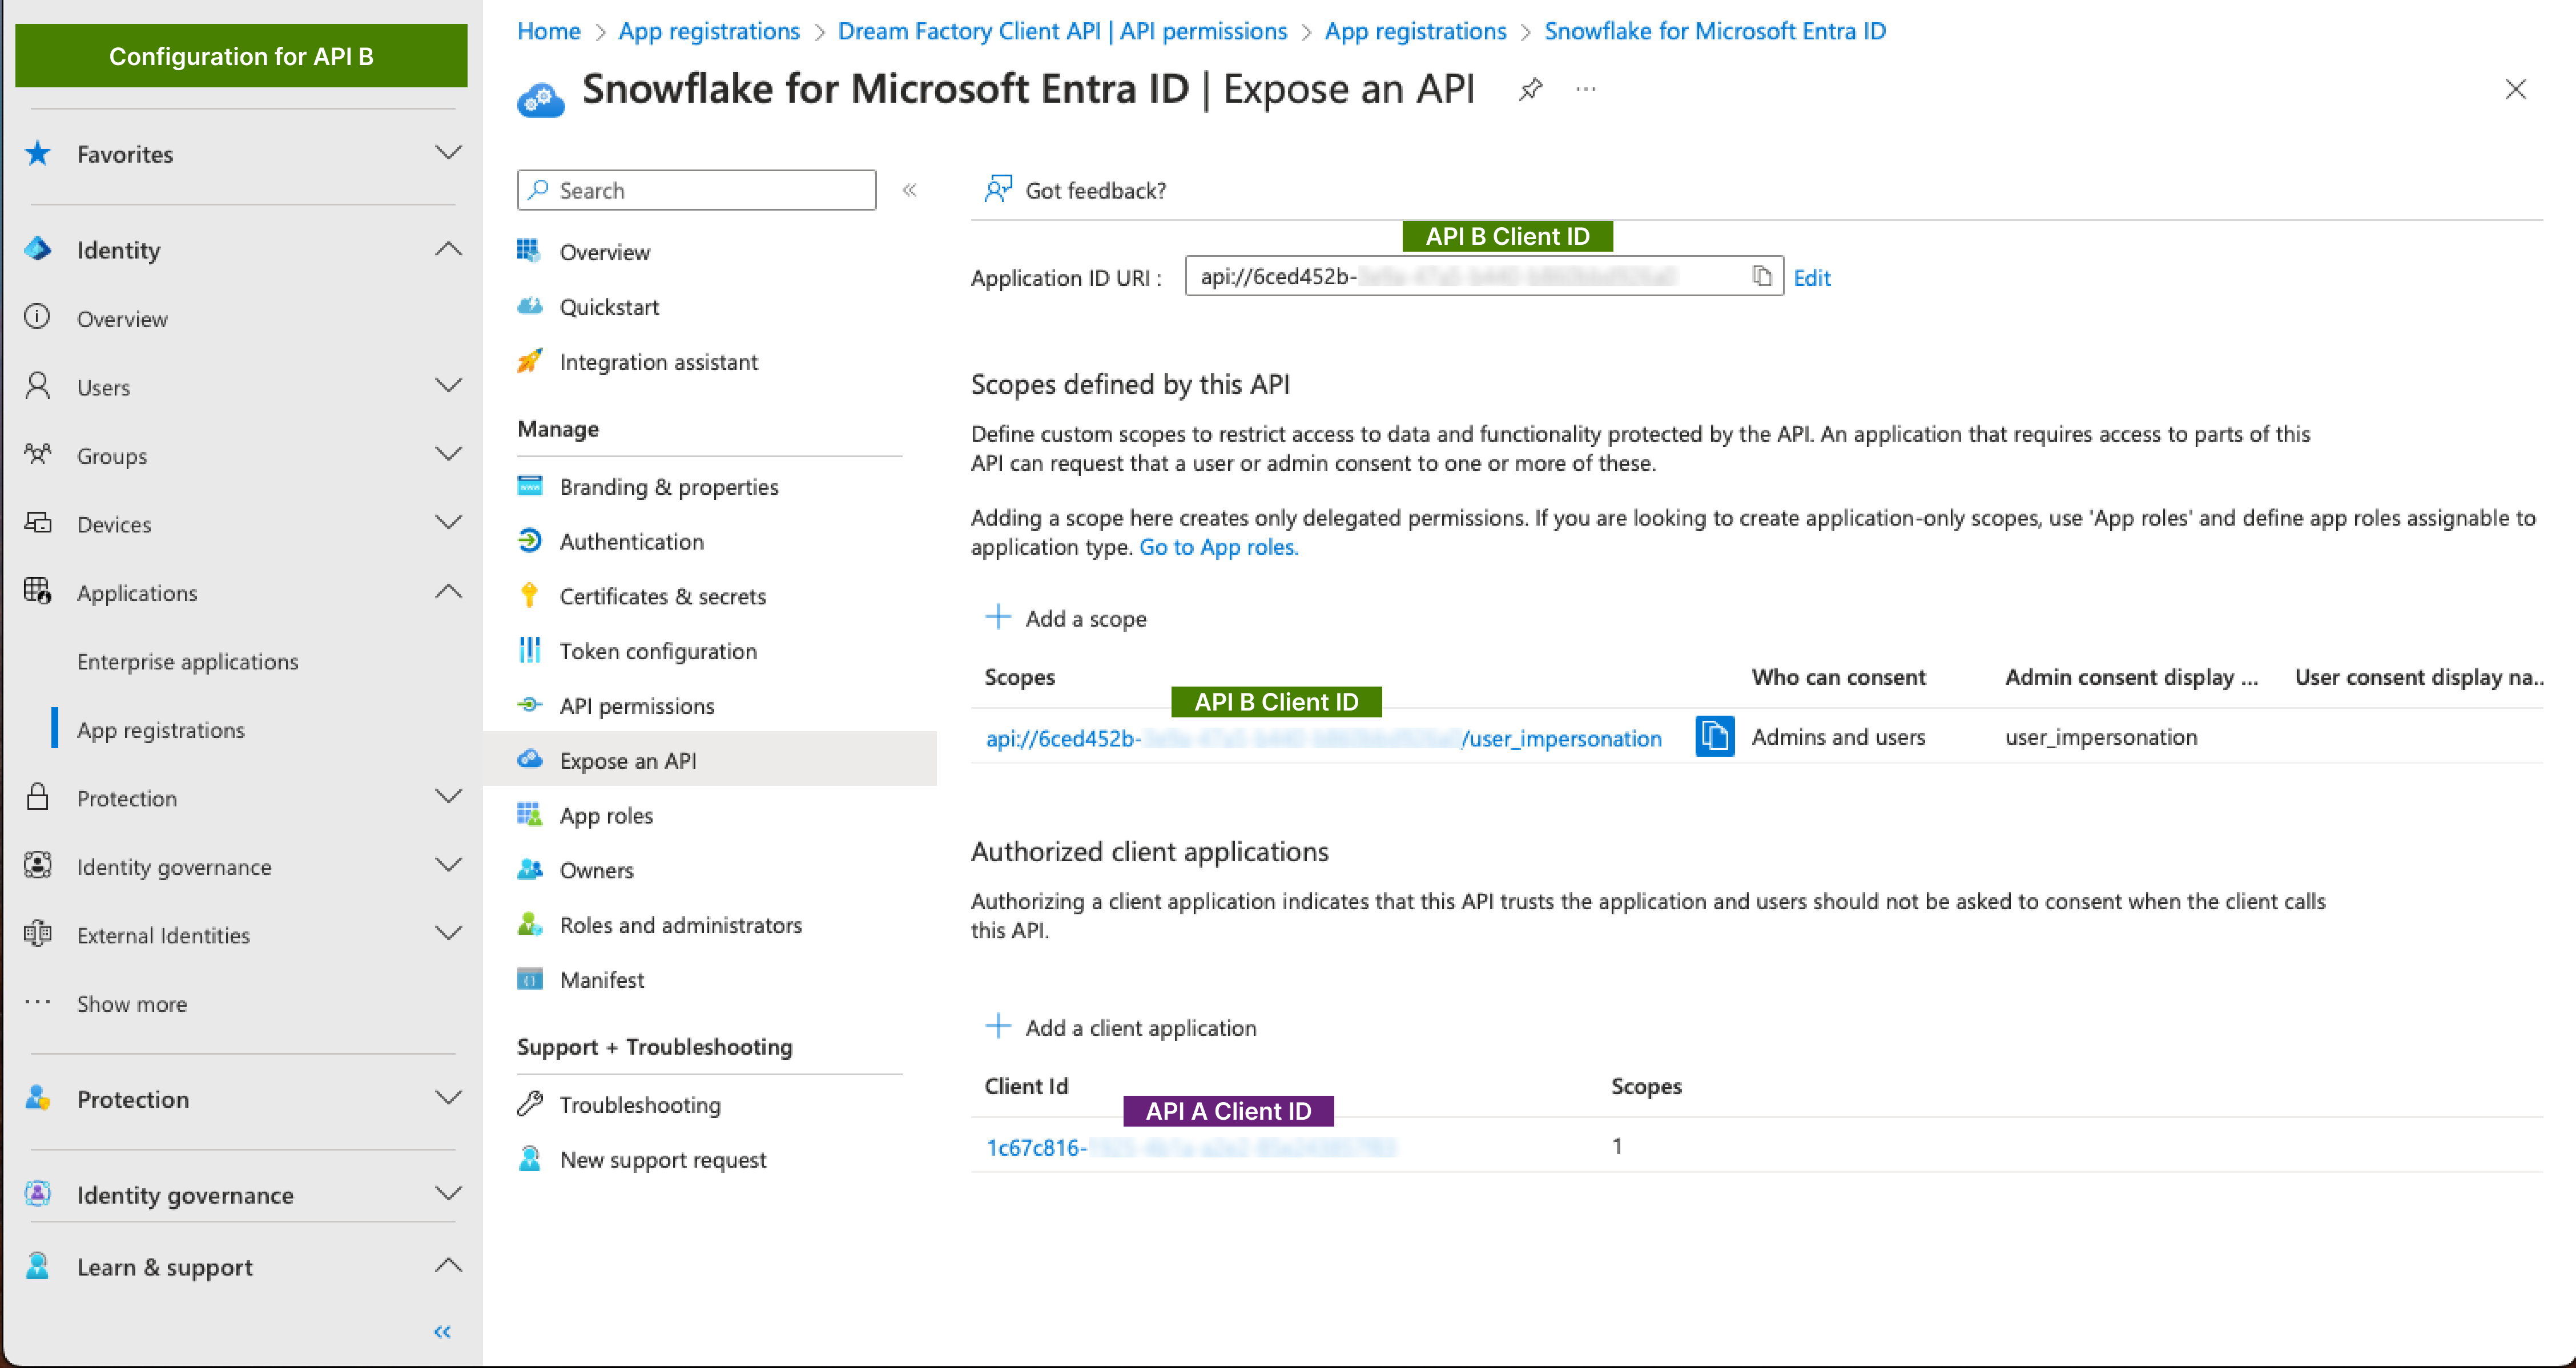 Configuration for API B
Favorites
Identity
Overview
Users
Groups
Devices
Applications
Enterprise applications
App registrations
Protection
Identity governance
External Identities
Show more
Protection
Identity governance
Learn & support
Home > App registrations > Dream Factory Client API | API permissions > App registrations > Snowflake for Microsoft Entra ID
Snowflake for Microsoft Entra ID | Expose an API
Search
Overview
Quickstart
Integration assistant
Manage
Branding & properties
Authentication
Certificates & secrets
Token configuration
API permissions
Expose an API
App roles
Owners
Roles and administrators
Manifest
Support + Troubleshooting
Troubleshooting
New support request
Got feedback?
API B Client ID
Application ID URI : api://6ced452b- Edit
Scopes defined by this API
Define custom scopes to restrict access to data and functionality protected by the API. An application that requires access to parts of this
API can request that a user or admin consent to one or more of these.
Adding a scope here creates only delegated permissions. If you are looking to create application-only scopes, use 'App roles' and define app roles assignable to
application type. Go to App roles.
Add a scope
Scopes Who can consent Admin consent display ... User consent display na..
API B Client ID
api://6ced452b- /user_impersonation Admins and users user_impersonation
Authorized client applications
Authorizing a client application indicates that this API trusts the application and users should not be asked to consent when the client calls
this API.
Add a client application
Client Id Scopes
API A Client ID
1c67c816- 1